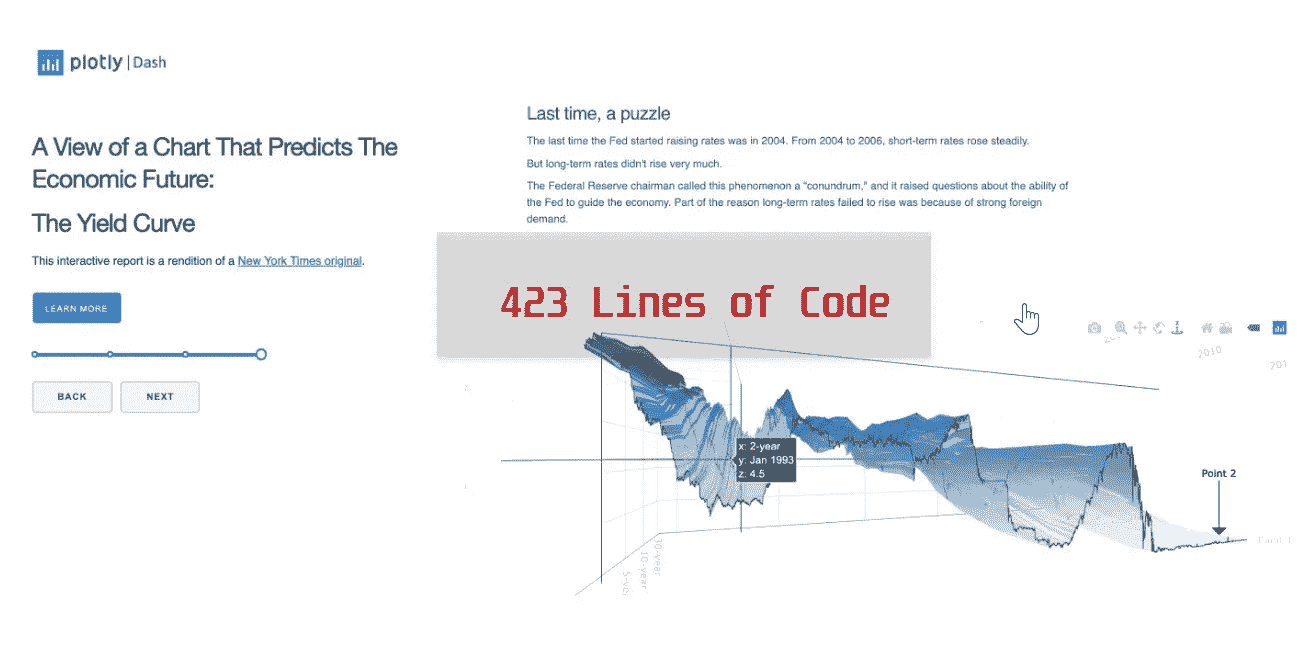 plotly | Dash
A View of a Chart That Predicts The
Economic Future:
The Yield Curve
This interactive report is a rendition of a New York Times original.
LEARN MORE
BACK NEXT
Last time, a puzzle
The last time the Fed started raising rates was in 2004. From 2004 to 2006, short-term rates rose steadily.
But long-term rates didn't rise very much.
The Federal Reserve chairman called this phenomenon a “conundrum,” and it raised questions about the ability of
the Fed to guide the economy. Part of the reason long-term rates failed to rise was because of strong foreign
demand.
423 Lines of Code
2010
x: 2-year
y: Jan 1993
z: 4.5
Point 2
30-year
10-year